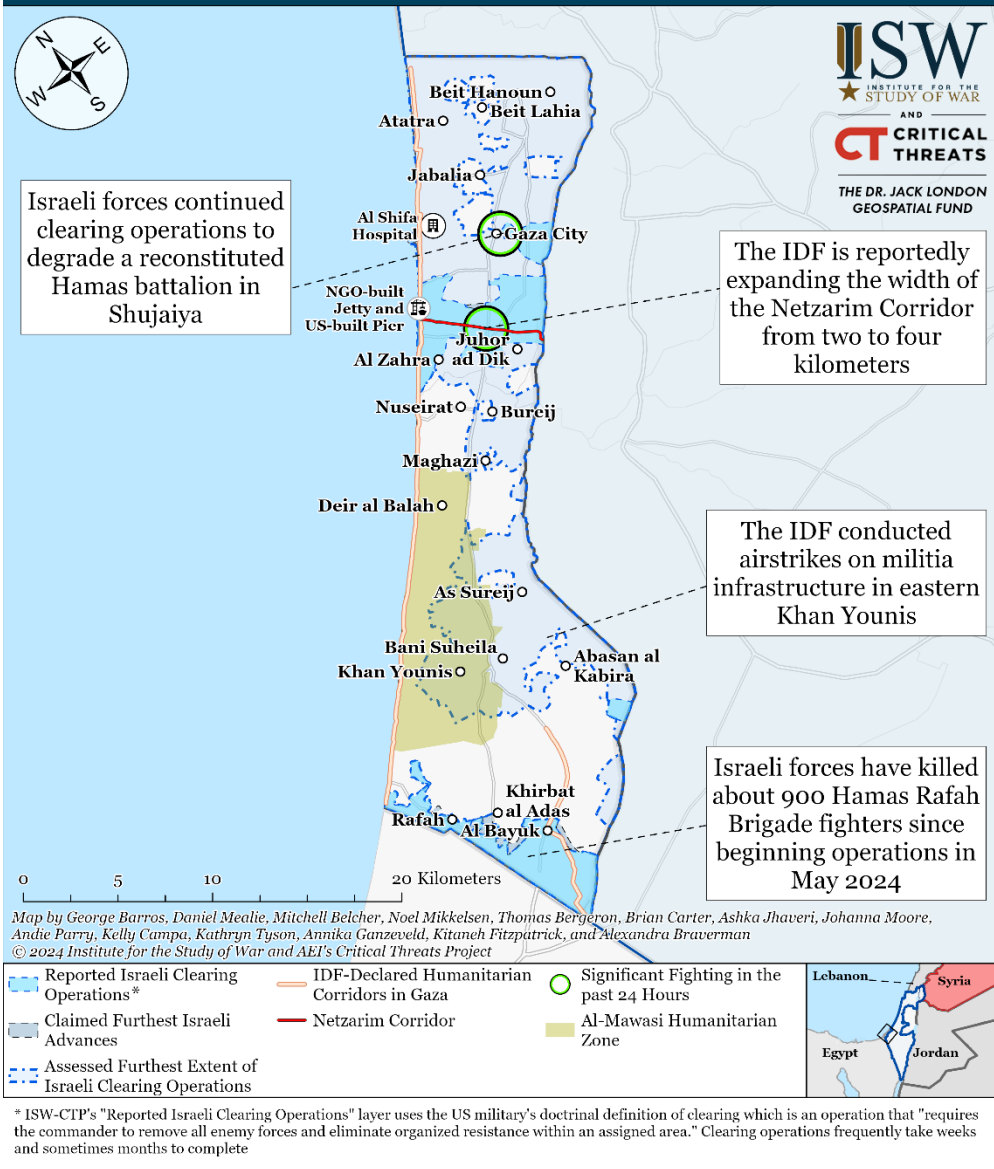 N
E
W
S
ISW
INSTITUTE FOR THE
STUDY OF WAR
AND
CT CRITICAL
THREATS
THE DR. JACK LONDON
GEOSPATIAL FUND
Beit Hanoun
Beit Lahia
Atatra
Jabalia
Israeli forces continued
clearing operations to
degrade a reconstituted
Hamas battalion in
Shujaiya
Al Shifa
Hospital
Gaza City
The IDF is reportedly
expanding the width of
the Netzarim Corridor
from two to four
kilometers
NGO-built
Jetty and
US-built Pier
Juhor
ad Dik
Al Zahra
Nuseirat
Bureij
Maghazi
Deir al Balah
The IDF conducted
airstrikes on militia
infrastructure in eastern
Khan Younis
As Sureij
Bani Suheila
Khan Younis
Abasan al
Kabira
Israeli forces have killed
about 900 Hamas Rafah
Brigade fighters since
beginning operations in
May 2024
Khirbat
al Adas
Rafah
Al Bayuk
0 5 10 20 Kilometers
Map by George Barros, Daniel Mealie, Mitchell Belcher, Noel Mikkelsen, Thomas Bergeron, Brian Carter, Ashka Jhaveri, Johanna Moore,
Andie Parry, Kelly Campa, Kathryn Tyson, Annika Ganzeveld, Kitaneh Fitzpatrick, and Alexandra Braverman
© 2024 Institute for the Study of War and AEI's Critical Threats Project
Reported Israeli Clearing
Operations*
Claimed Furthest Israeli
Advances
Assessed Furthest Extent of
Israeli Clearing Operations
IDF-Declared Humanitarian
Corridors in Gaza
Netzarim Corridor
Significant Fighting in the
past 24 Hours
Al-Mawasi Humanitarian
Zone
Lebanon
Syria
Egypt
Jordan
* ISW-CTP's "Reported Israeli Clearing Operations" layer uses the US military's doctrinal definition of clearing which is an operation that "requires
the commander to remove all enemy forces and eliminate organized resistance within an assigned area." Clearing operations frequently take weeks
and sometimes months to complete